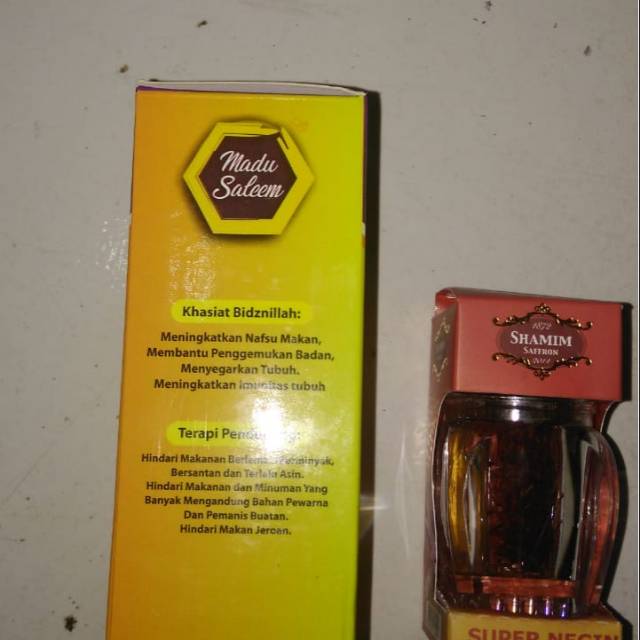 Madu
Saleem
Khasiat Bidznillah:
Meningkatkan Nafsu Makan,
Membantu Penggemukan Badan,
Menyegarkan Tubuh.
Meningkatkan imunitas tubuh
Terapi
Hindari Makanan
Bersantan dan Terlalu Asin.
Hindari Makanan dan Minuman Yang
Banyak Mengandung Bahan Pewarna
Dan Pemanis Buatan.
Hindari Makan Jeroan.
1872
SHAMIM
SAFFRON
SUPER NEGIN